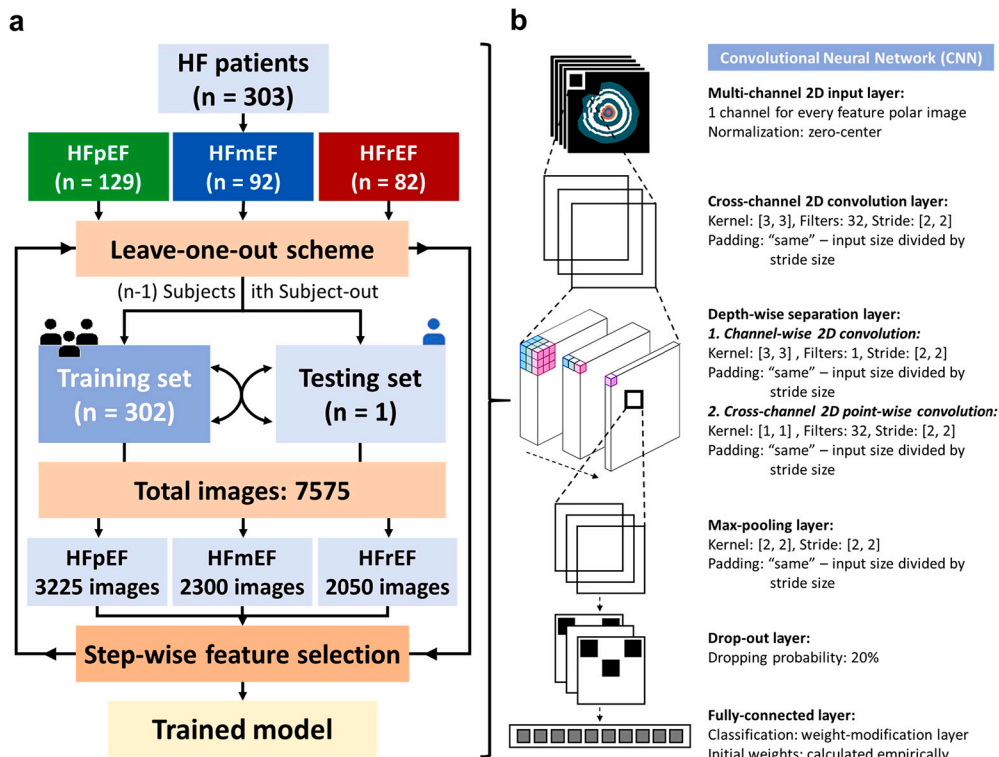 a
HF patients
(n = 303)
HFpEF
(n = 129)
HFmEF
(n = 92)
HFrEF
(n = 82)
Leave-one-out scheme
(n-1) Subjects
ith Subject-out
Training set
(n = 302)
Testing set
(n = 1)
Total images: 7575
HFpEF
3225 images
HFmEF
2300 images
HFrEF
2050 images
Step-wise feature selection
Trained model
b
Convolutional Neural Network (CNN)
Multi-channel 2D input layer:
1 channel for every feature polar image
Normalization: zero-center
Cross-channel 2D convolution layer:
Kernel: [3, 3], Filters: 32, Stride: [2, 2]
Padding: “same” – input size divided by
stride size
Depth-wise separation layer:
1. Channel-wise 2D convolution:
Kernel: [3, 3] , Filters: 1, Stride: [2, 2]
Padding: “same” – input size divided by
stride size
2. Cross-channel 2D point-wise convolution:
Kernel: [1, 1] , Filters: 32, Stride: [2, 2]
Padding: “same” – input size divided by
stride size
Max-pooling layer:
Kernel: [2, 2], Stride: [2, 2]
Padding: “same” – input size divided by
stride size
Drop-out layer:
Dropping probability: 20%
Fully-connected layer:
Classification: weight-modification layer
Initial weights: calculated empirically